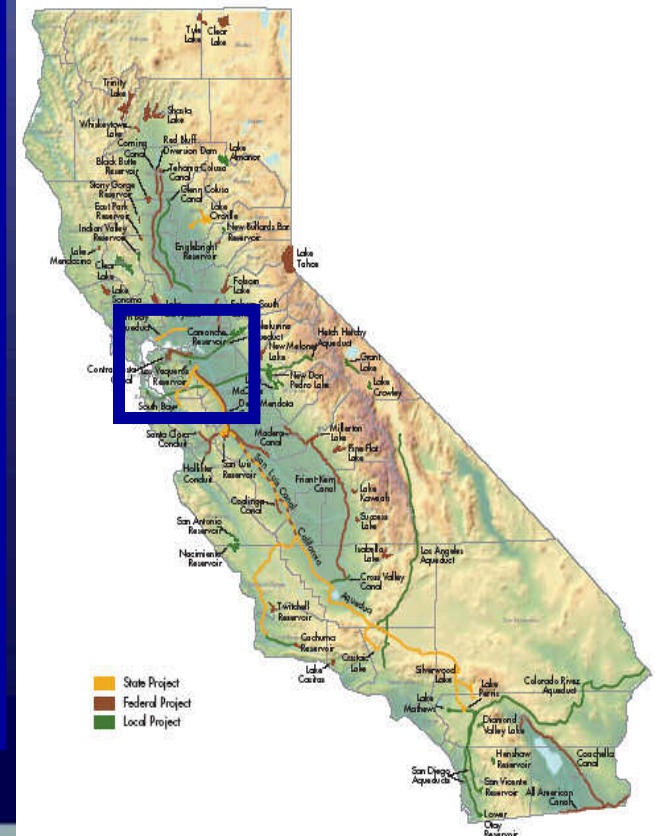 Tule
Lake
Clear
Lake
Trinity
Lake
Shasta
Lake
Whiskeytown
Lake
Corning
Canal
Red Bluff
Diversion Dam
Lake
Almanor
Black Butte
Reservoir
Tehama-Colusa
Canal
Stony Gorge
Reservoir
Glenn Colusa
Canal
East Park
Reservoir
Lake
Oroville
Indian Valley
Reservoir
New Bullards Bar
Reservoir
Lake
Mendocino
Clear
Lake
Englebright
Reservoir
Lake
Tahoe
Lake
Sonoma
Folsom
Lake
South
Camanche
Reservoir
Hetch Hetchy
Aqueduct
New Melones
Lake
Grant
Lake
Contra
Canal
Los Vaqueros
Reservoir
New Don
Pedro Lake
Lake
Crowley
South Bay
Mendota
Santa Clara
Conduit
Madera
Canal
Millerton
Lake
Pine Flat
Lake
Hollister
Conduit
San Luis
Reservoir
San Luis Canal
Friant-Kern
Canal
Lake
Kaweah
Coalinga
Canal
Success
Lake
San Antonio
Reservoir
California
Isabella
Lake
Los Angeles
Aqueduct
Nacimiento
Reservoir
Cross Valley
Canal
Twitchell
Reservoir
Cachuma
Reservoir
Castaic
Lake
Lake
Casitas
Silverwood
Lake
Lake
Perris
Colorado River
Aqueduct
Lake
Mathews
Diamond
Valley Lake
Henshaw
Reservoir
Coachella
Canal
San Diego
Aqueducts
San Vicente
Reservoir
All American
Canal
Lower
Otay
Reservoir
State Project
Federal Project
Local Project